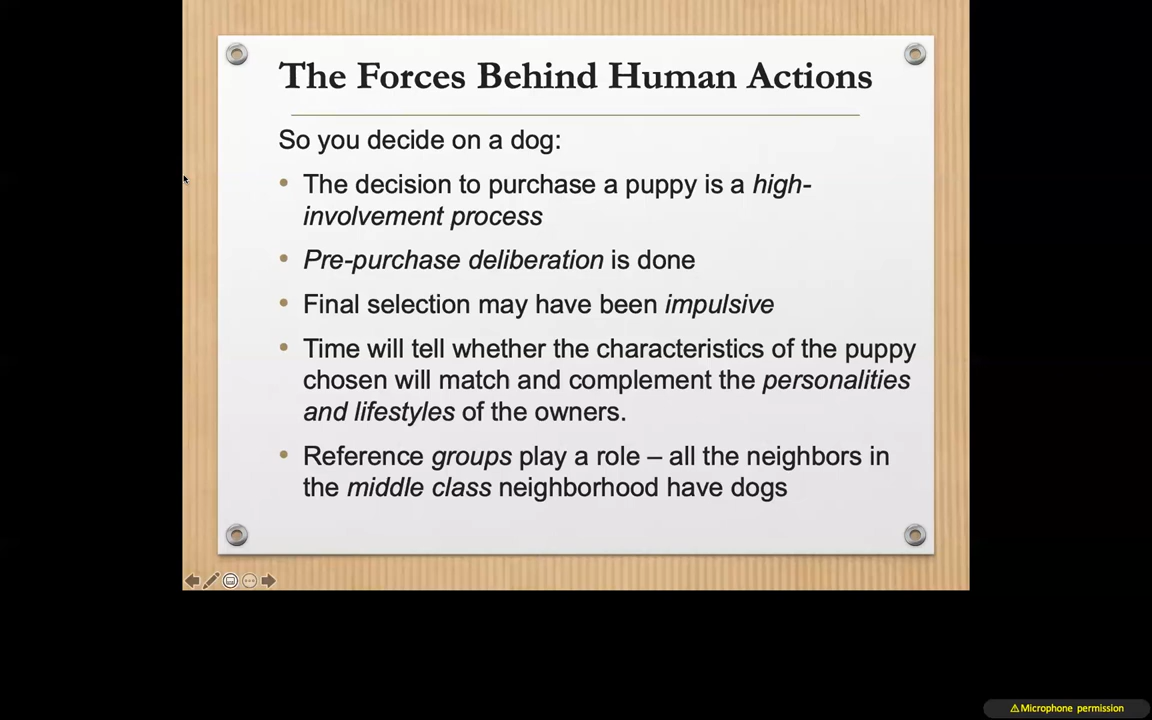 The Forces Behind Human Actions
So you decide on a dog:
• The decision to purchase a puppy is a high-
involvement process
• Pre-purchase deliberation is done
• Final selection may have been impulsive
• Time will tell whether the characteristics of the puppy
chosen will match and complement the personalities
and lifestyles of the owners.
• Reference groups play a role – all the neighbors in
the middle class neighborhood have dogs
⚠Microphone permission